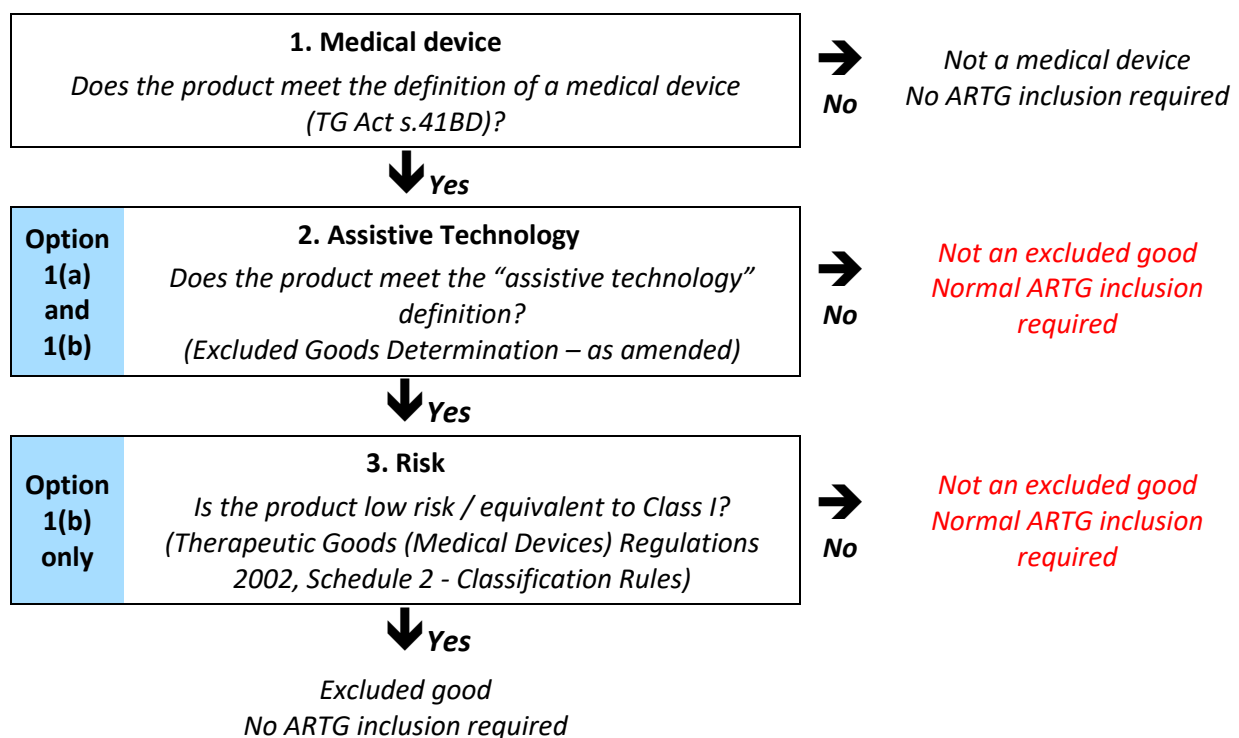 1. Medical device
Does the product meet the definition of a medical device
(TG Act s.41BD)?
No
Not a medical device
No ARTG inclusion required
Yes
Option
1(a)
and
1(b)
2. Assistive Technology
Does the product meet the “assistive technology”
definition?
(Excluded Goods Determination – as amended)
No
Not an excluded good
Normal ARTG inclusion
required
Yes
Option
1(b)
only
3. Risk
Is the product low risk / equivalent to Class I?
(Therapeutic Goods (Medical Devices) Regulations
2002, Schedule 2 - Classification Rules)
No
Not an excluded good
Normal ARTG inclusion
required
Yes
Excluded good
No ARTG inclusion required